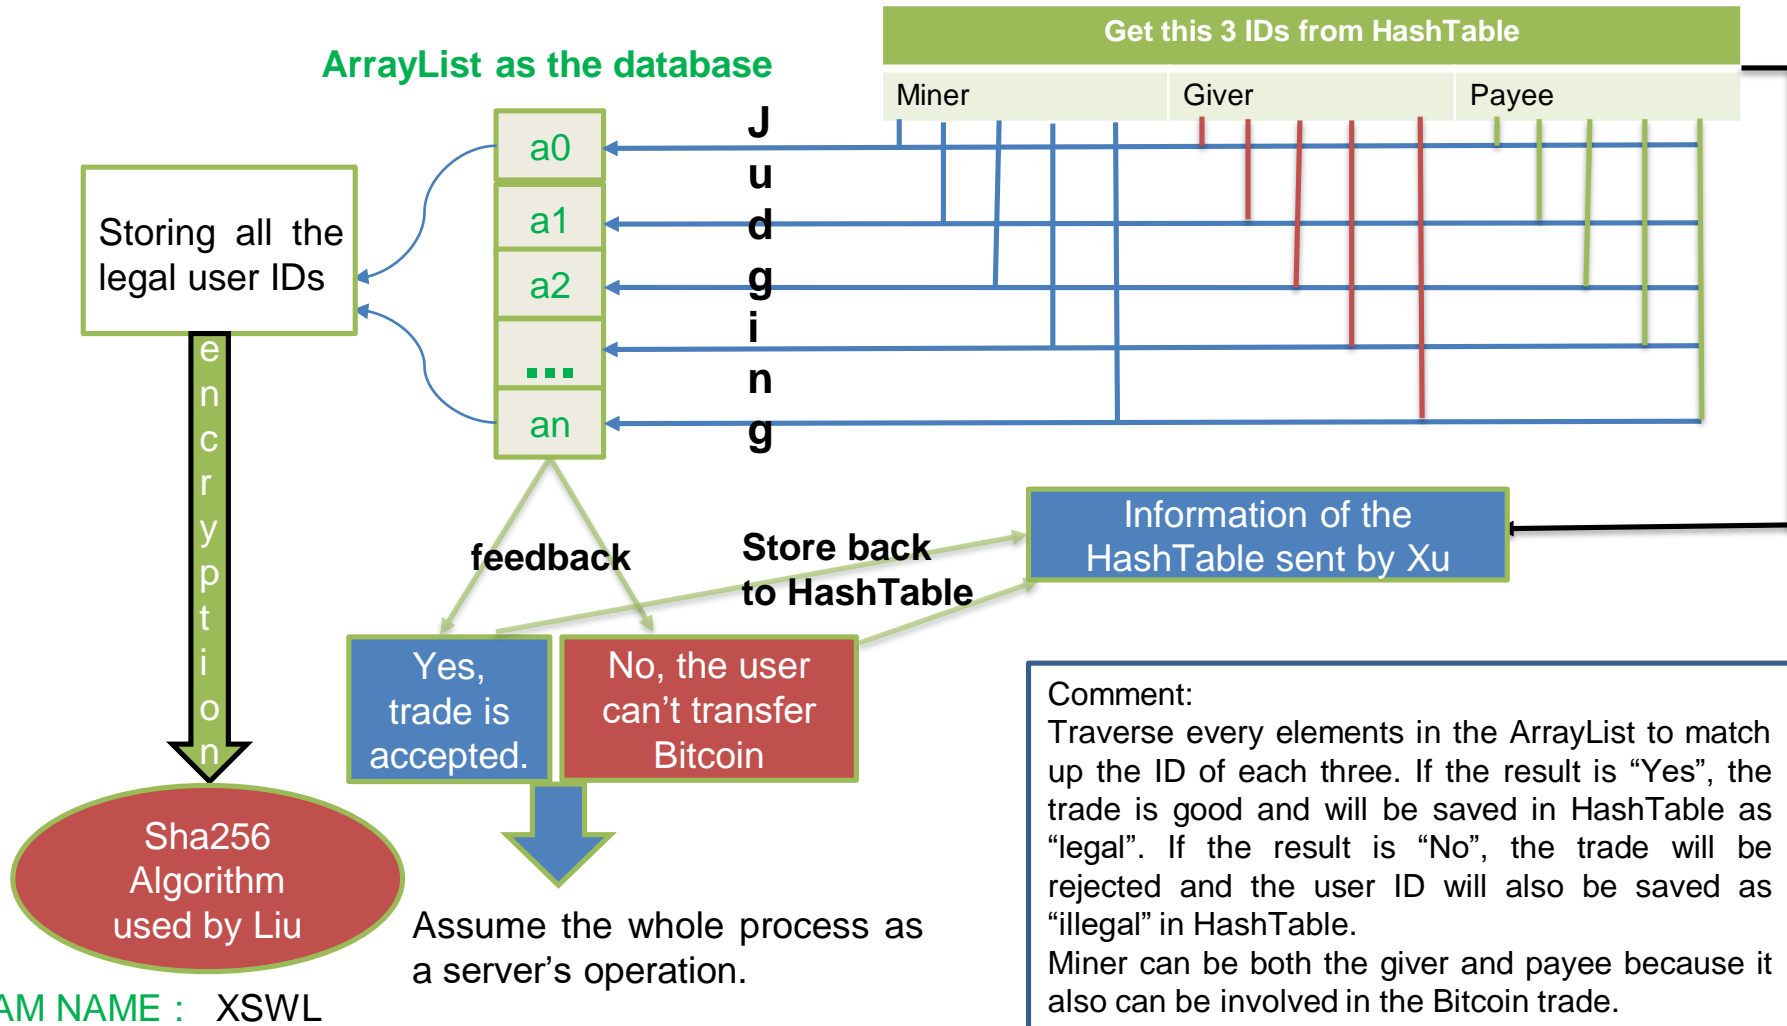 Get this 3 IDs from HashTable
ArrayList as the database
Miner
Giver
Payee
Judging
a0
a1
a2
...
an
Storing all the
legal user IDs
encryption
feedback
Store back
to HashTable
Information of the
HashTable sent by Xu
Yes,
trade is
accepted.
No, the user
can’t transfer
Bitcoin
Sha256
Algorithm
used by Liu
Assume the whole process as
a server’s operation.
Comment:
Traverse every elements in the ArrayList to match
up the ID of each three. If the result is “Yes”, the
trade is good and will be saved in HashTable as
“legal”. If the result is “No”, the trade will be
rejected and the user ID will also be saved as
“illegal” in HashTable.
Miner can be both the giver and payee because it
also can be involved in the Bitcoin trade.
AM NAME : XSWL